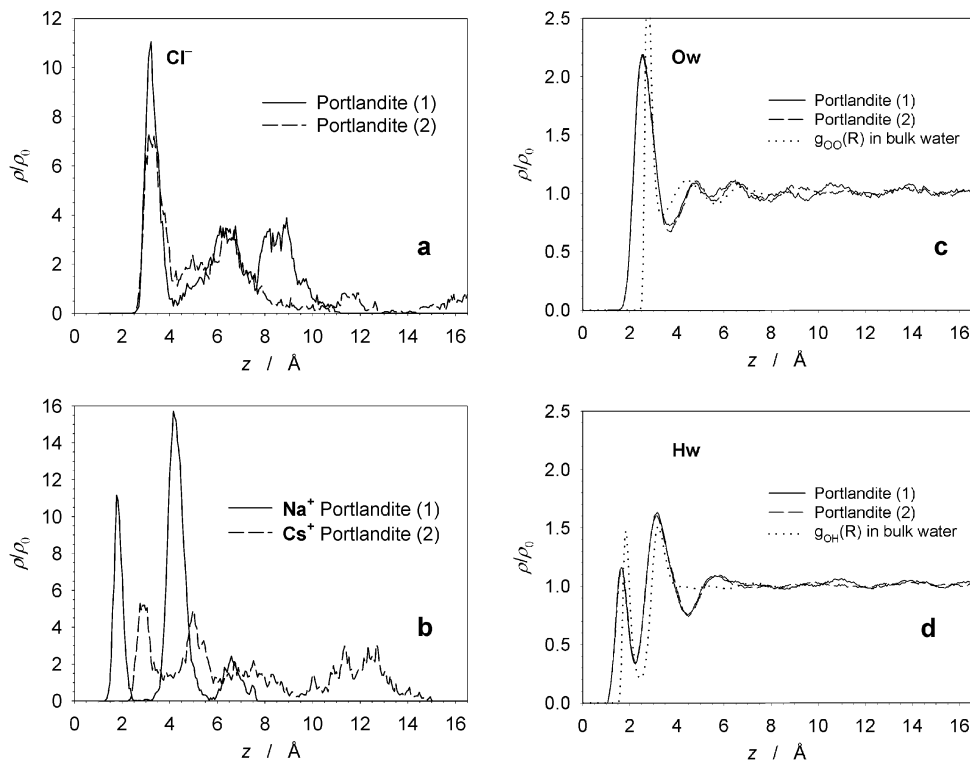 12
10
8
6
4
2
0
ρ/ρ0
Cl−
Portlandite (1)
Portlandite (2)
a
0 2 4 6 8 10 12 14 16
z / Å
2.5
2.0
1.5
1.0
0.5
0.0
ρ/ρ0
Ow
Portlandite (1)
Portlandite (2)
gOO(R) in bulk water
c
0 2 4 6 8 10 12 14 16
z / Å
16
14
12
10
8
6
4
2
0
ρ/ρ0
Na+ Portlandite (1)
Cs+ Portlandite (2)
b
0 2 4 6 8 10 12 14 16
z / Å
2.5
2.0
1.5
1.0
0.5
0.0
ρ/ρ0
Hw
Portlandite (1)
Portlandite (2)
gOH(R) in bulk water
d
0 2 4 6 8 10 12 14 16
z / Å